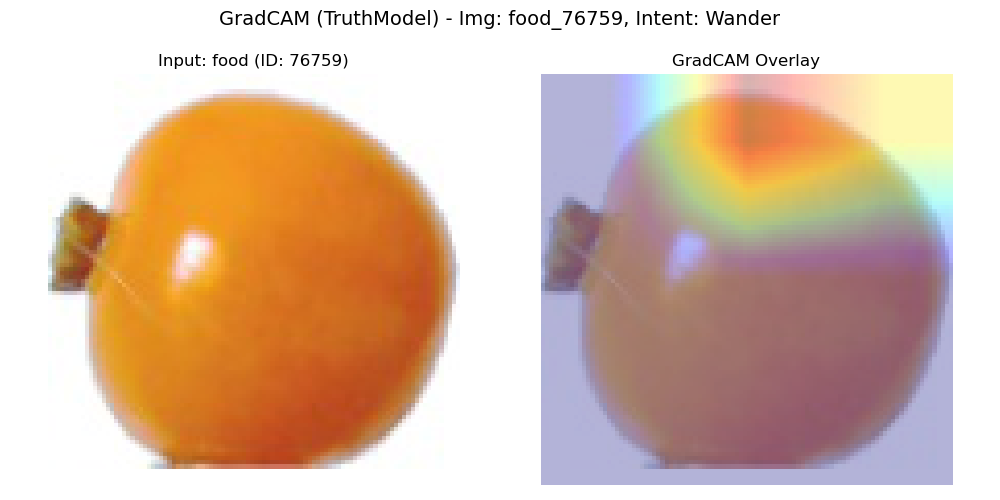 GradCAM (TruthModel) - Img: food_76759, Intent: Wander
Input: food (ID: 76759)
GradCAM Overlay